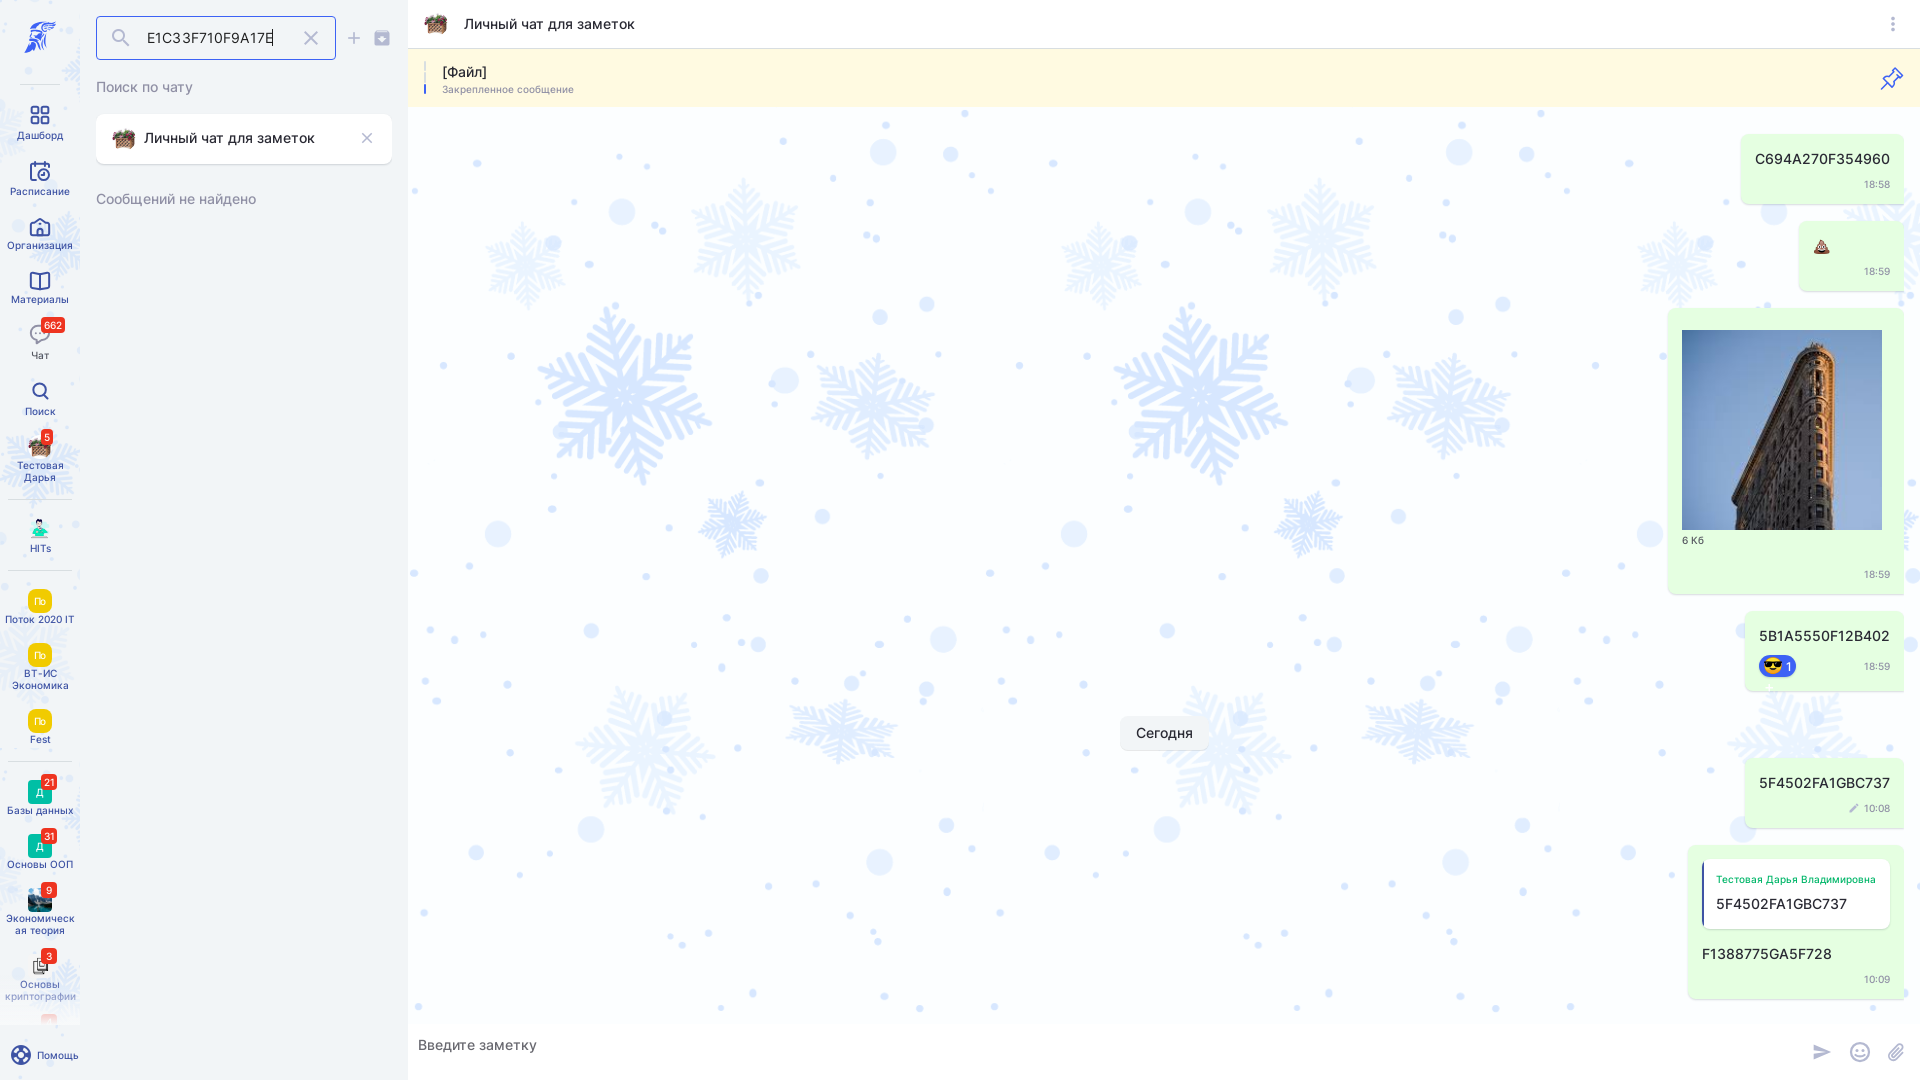 E1C33F710F9A17E
Поиск по чату
Личный чат для заметок
Сообщений не найдено
Дашборд
Расписание
Организация
Материалы
662
Чат
Поиск
5
Тестовая
Дарья
HITs
По
Поток 2020 IT
По
ВТ-ИС
Экономика
По
Fest
21
Д
Базы данных
31
Д
Основы ООП
9
Экономическ
ая теория
3
Основы
криптографии
Помощь
Личный чат для заметок
[Файл]
Закрепленное сообщение
C694A270F354960
18:58
18:59
6 Кб
18:59
5B1A5550F12B402
1
18:59
Сегодня
5F4502FA1GBC737
10:08
Тестовая Дарья Владимировна
5F4502FA1GBC737
F1388775GA5F728
10:09
Введите заметку